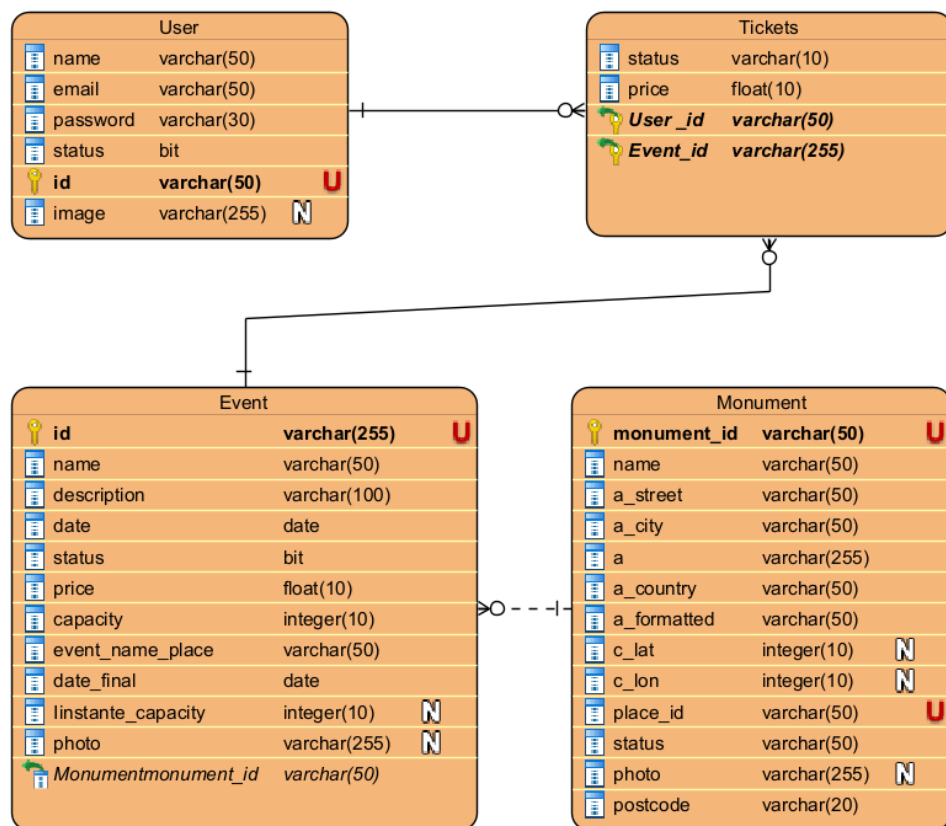 User
name varchar(50)
email varchar(50)
password varchar(30)
status bit
id varchar(50) U
image varchar(255) N
Tickets
status varchar(10)
price float(10)
User _id varchar(50)
Event_id varchar(255)
Event
id varchar(255) U
name varchar(50)
description varchar(100)
date date
status bit
price float(10)
capacity integer(10)
event_name_place varchar(50)
date_final date
Iinstante_capacity integer(10) N
photo varchar(255) N
Monumentmonument_id varchar(50)
Monument
monument_id varchar(50) U
name varchar(50)
a_street varchar(50)
a_city varchar(50)
a varchar(255)
a_country varchar(50)
a_formatted varchar(50)
c_lat integer(10) N
c_lon integer(10) N
place_id varchar(50) U
status varchar(50)
photo varchar(255) N
postcode varchar(20)